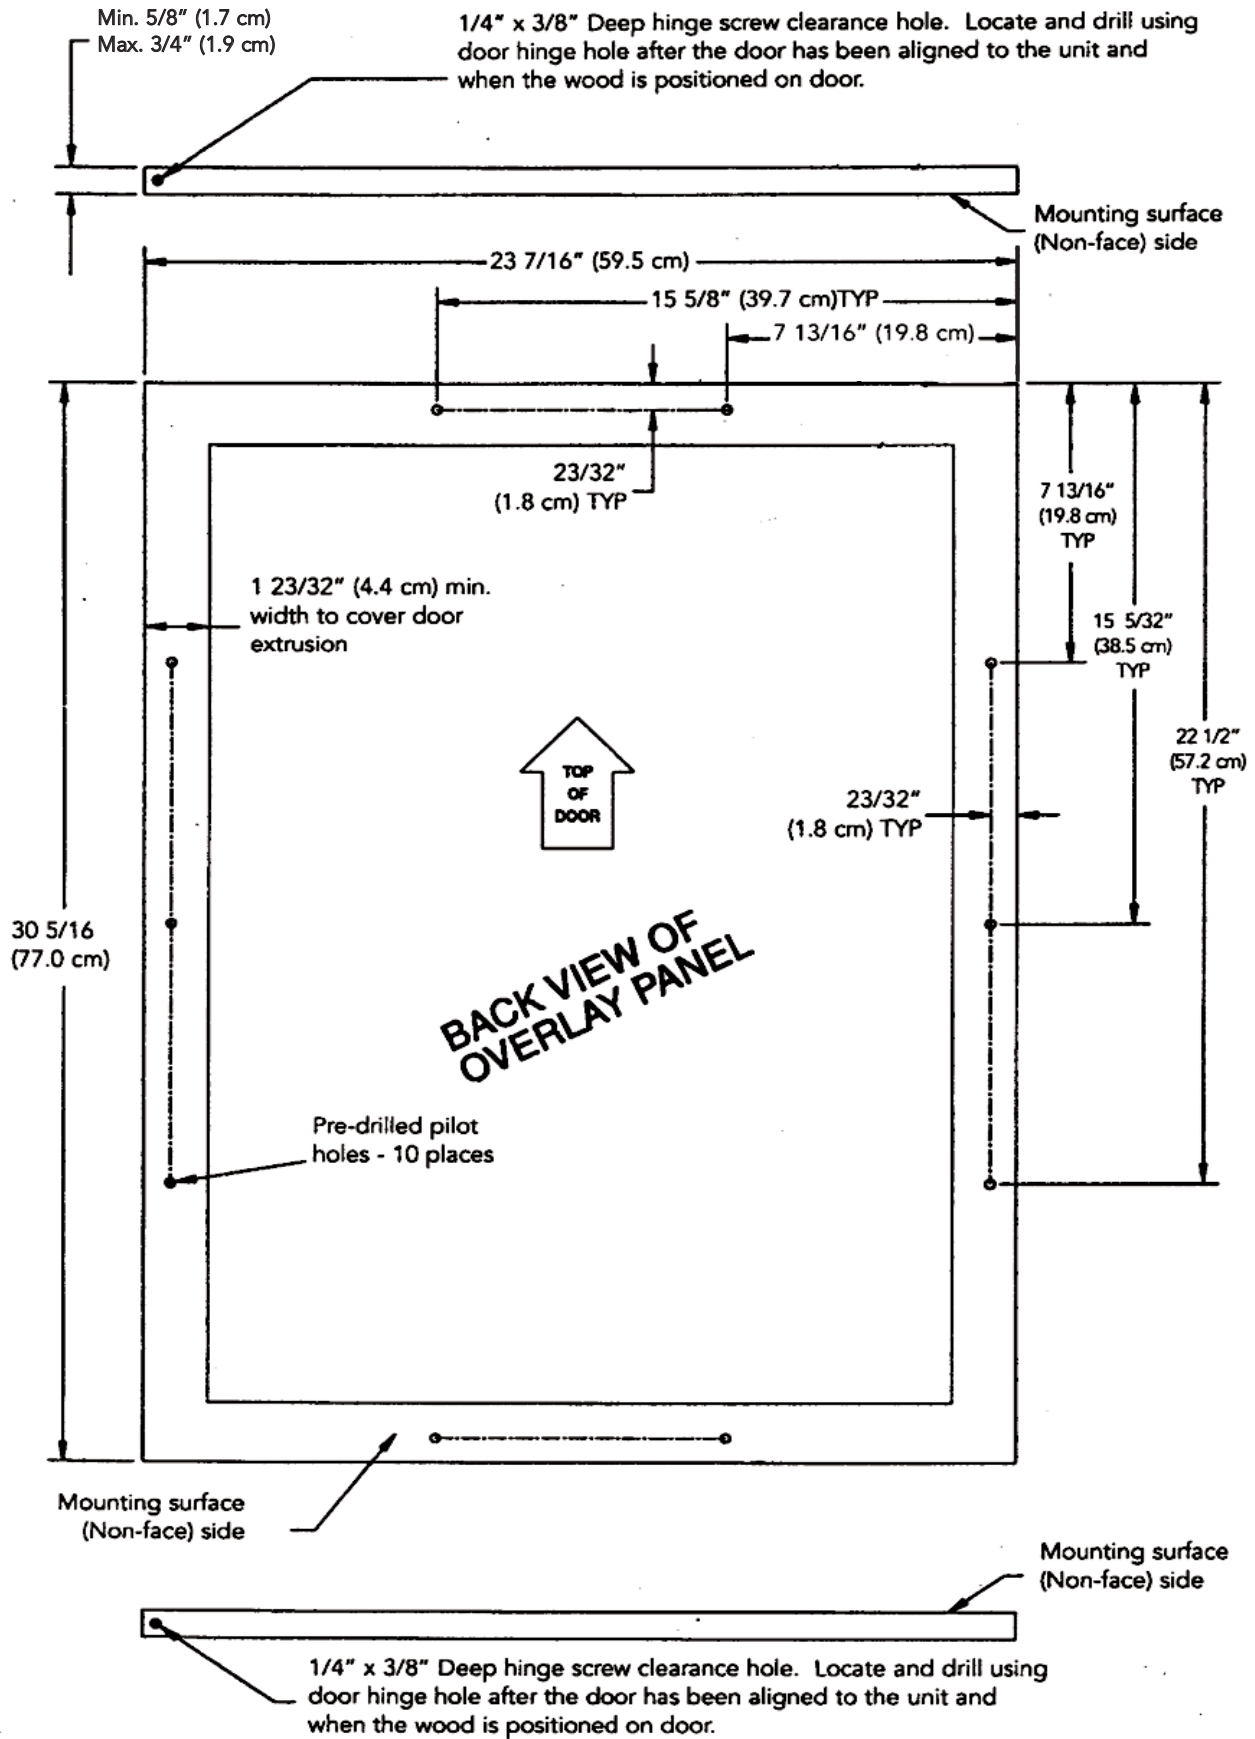 Min. 5/8" (1.7 cm)
Max. 3/4" (1.9 cm)
1/4" x 3/8" Deep hinge screw clearance hole.  Locate and drill using
door hinge hole after the door has been aligned to the unit and
when the wood is positioned on door.
Mounting surface
(Non-face) side
23 7/16" (59.5 cm)
15 5/8" (39.7 cm)TYP
7 13/16" (19.8 cm)
23/32"
(1.8 cm) TYP
7 13/16"
(19.8 cm)
TYP
1 23/32" (4.4 cm) min.
width to cover door
extrusion
15  5/32"
(38.5 cm)
TYP
22 1/2"
(57.2 cm)
TYP
TOP
OF
DOOR
23/32"
(1.8 cm) TYP
30 5/16
(77.0 cm)
BACK VIEW OF
OVERLAY PANEL
Pre-drilled pilot
holes - 10 places
Mounting surface
(Non-face) side
Mounting surface
(Non-face) side
1/4" x 3/8" Deep hinge screw clearance hole.  Locate and drill using
door hinge hole after the door has been aligned to the unit and
when the wood is positioned on door.